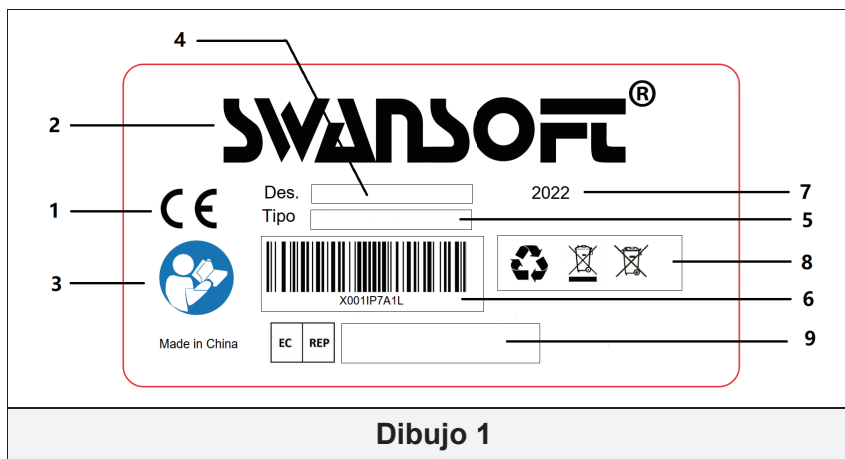 4
2
SWANSOFT®
Des.
2022
7
1
CE
Tipo
5
3
X001IP7A1L
8
6
Made in China
EC REP
9
Dibujo 1